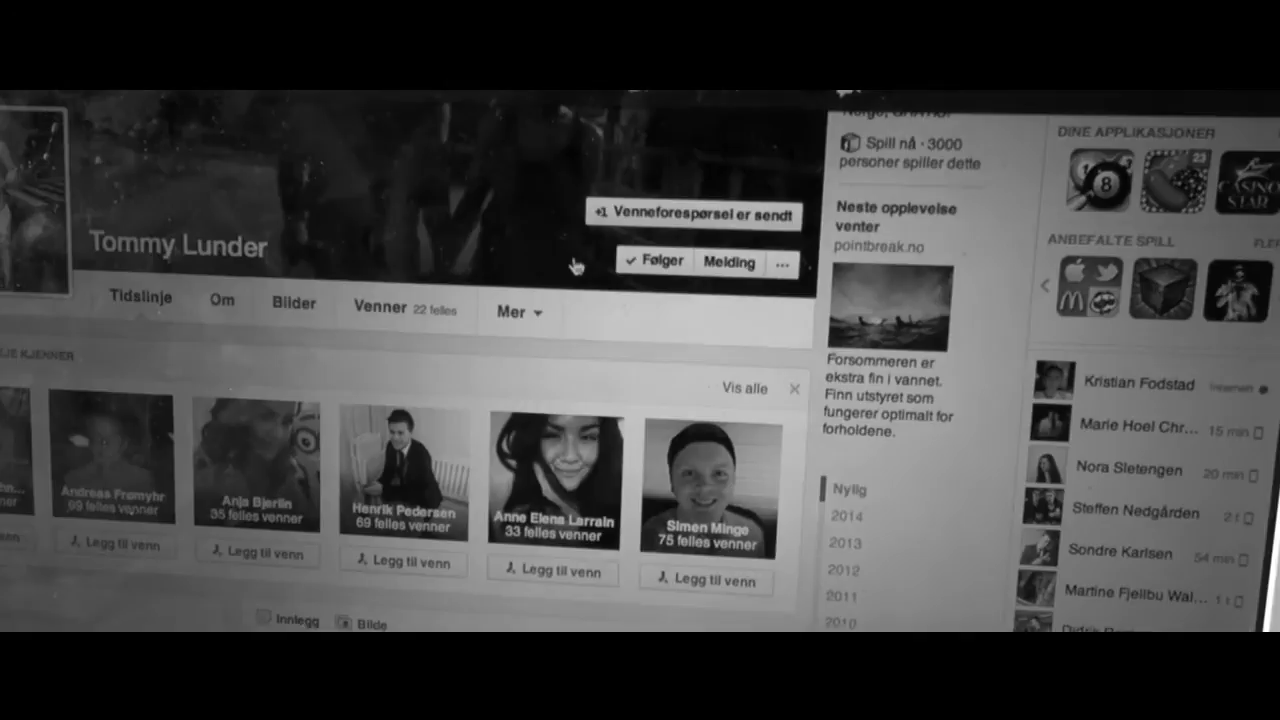 Tommy Lunder
+1 Venneforespørsel er sendt
✓ Følger
Melding
...
Tidslinje
Om
Bilder
Venner 22 felles
Mer
KJENNER
Vis alle
Andreas Frømyhr
69 felles venner
Anja Bjerlin
35 felles venner
Henrik Pedersen
69 felles venner
Anne Elena Larrain
33 felles venner
Simen Minge
75 felles venner
Legg til venn
Legg til venn
Legg til venn
Legg til venn
Legg til venn
Innlegg
Bilde
Spill nå · 3000
personer spiller dette
Neste opplevelse
venter
pointbreak.no
Forsommeren er
ekstra fin i vannet.
Finn utstyret som
fungerer optimalt for
forholdene.
Nylig
2014
2013
2012
2011
2010
DINE APPLIKASJONER
8
23
CASINO
STAR
ANBEFALTE SPILL
Kristian Fodstad
Marie Hoel Chr... 15 min
Nora Sletengen 20 min
Steffen Nedgården 2 t
Sondre Karlsen 54 min
Martine Fjellbu Wal... 1 t